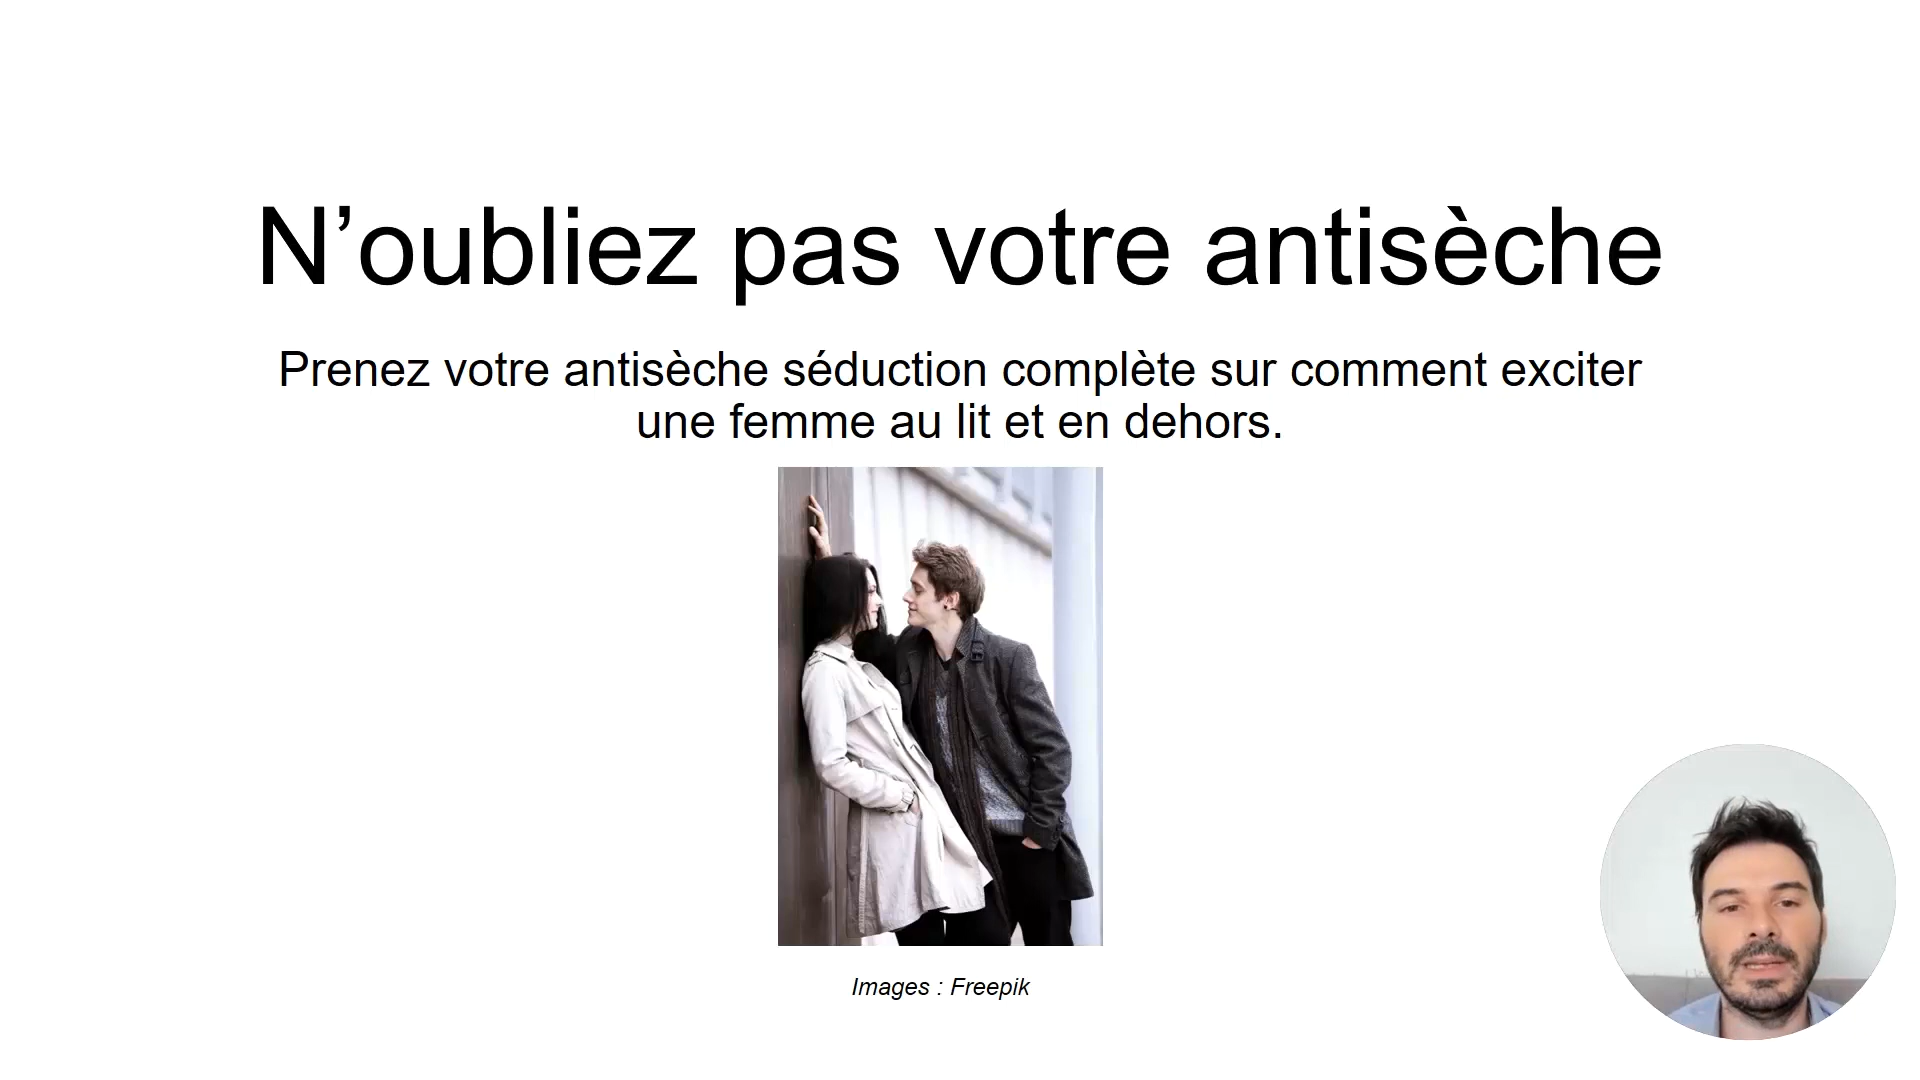 N’oubliez pas votre antisèche
Prenez votre antisèche séduction complète sur comment exciter
une femme au lit et en dehors.
Images : Freepik